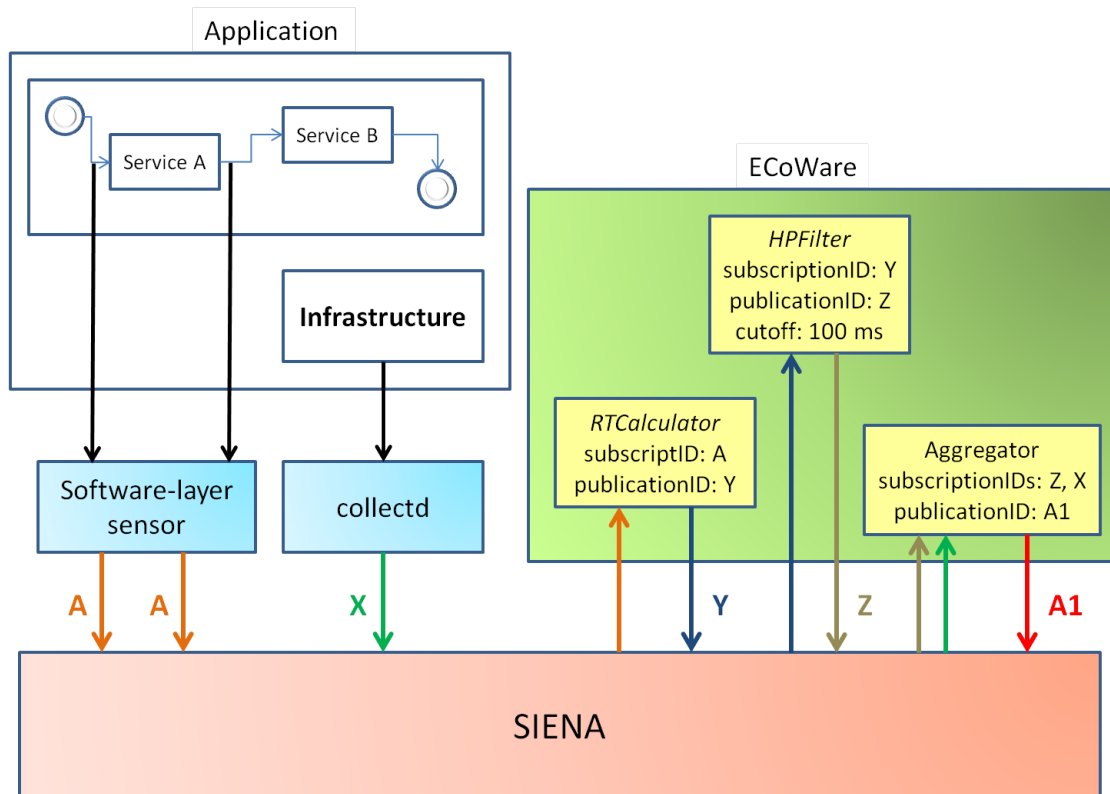 Application
Service A
Service B
Infrastructure
Software-layer
sensor
collectd
A
A
X
ECoWare
HPFilter
subscriptionID: Y
publicationID: Z
cutoff: 100 ms
RTCalculator
subscriptID: A
publicationID: Y
Aggregator
subscriptionIDs: Z, X
publicationID: A1
Y
Z
A1
SIENA